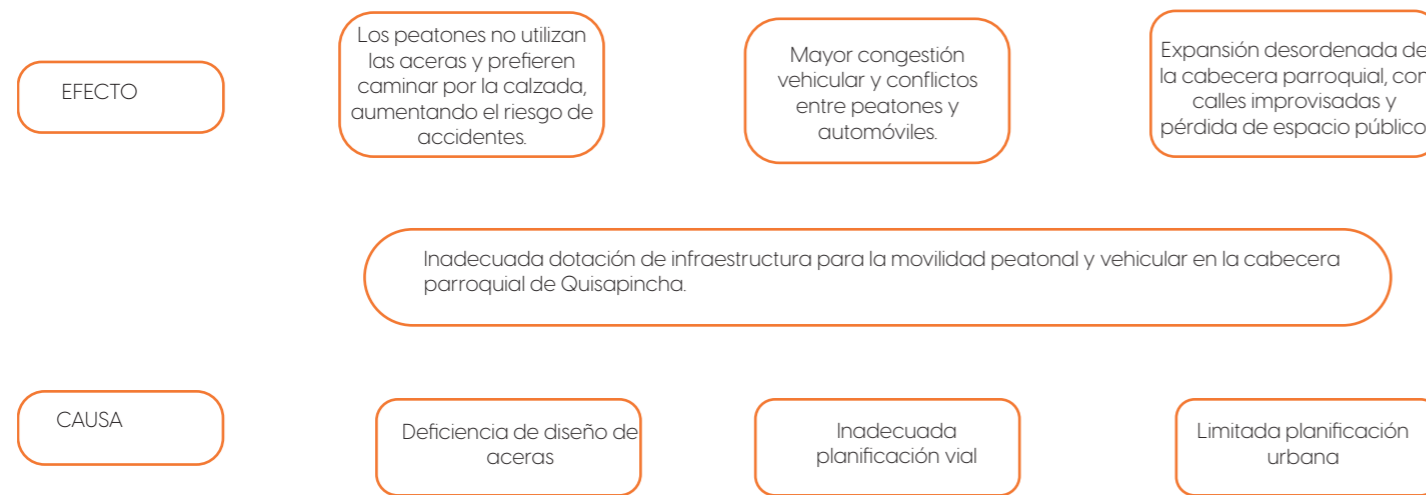 EFECTO
Los peatones no utilizan
las aceras y prefieren
caminar por la calzada,
aumentando el riesgo de
accidentes.
Mayor congestión
vehicular y conflictos
entre peatones y
automóviles.
Expansión desordenada de
la cabecera parroquial, con
calles improvisadas y
pérdida de espacio público
Inadecuada dotación de infraestructura para la movilidad peatonal y vehicular en la cabecera
parroquial de Quisapincha.
CAUSA
Deficiencia de diseño de
aceras
Inadecuada
planificación vial
Limitada planificación
urbana